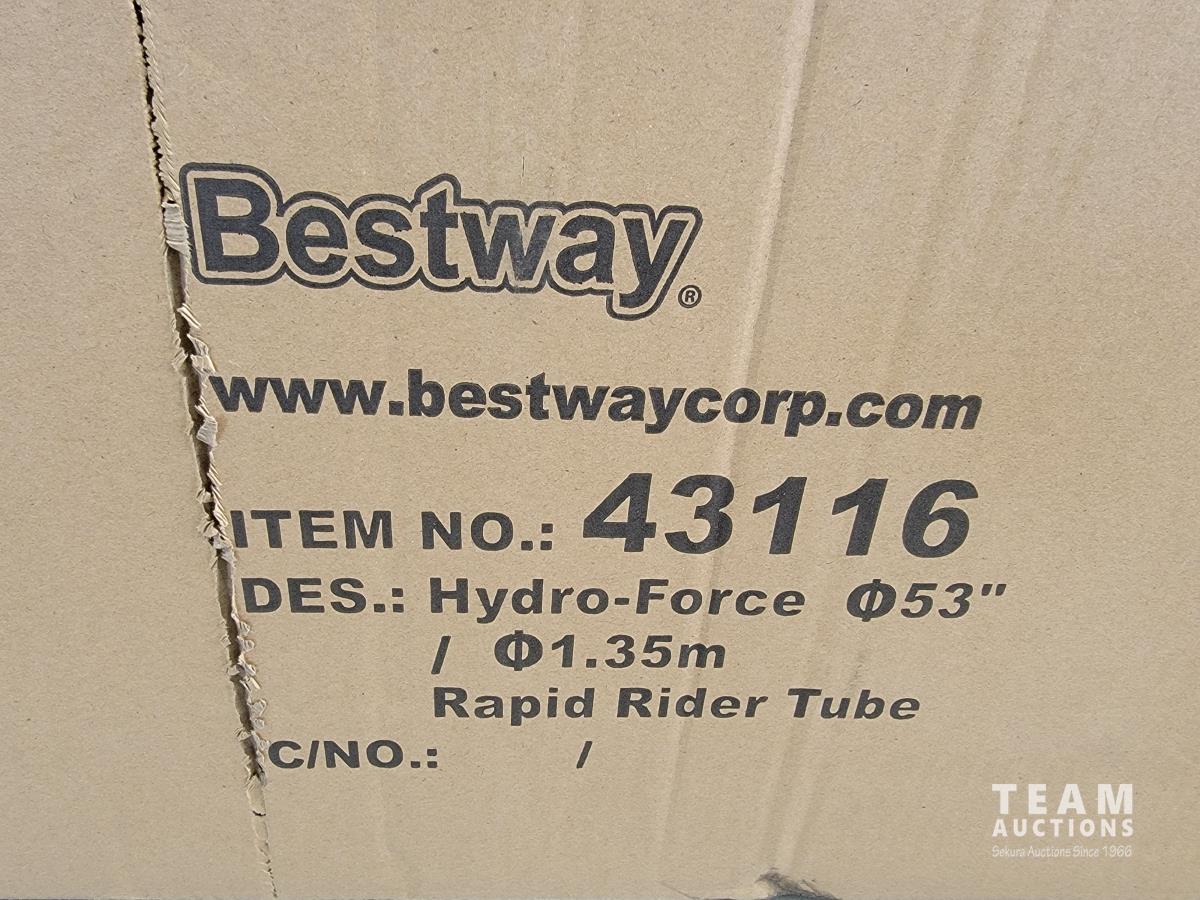 Bestway®
www.bestwaycorp.com
ITEM NO.: 43116
DES.: Hydro-Force Φ53"
/ Φ1.35m
Rapid Rider Tube
C/NO.: /
TEAM
AUCTIONS
Sekura Auctions Since 1966